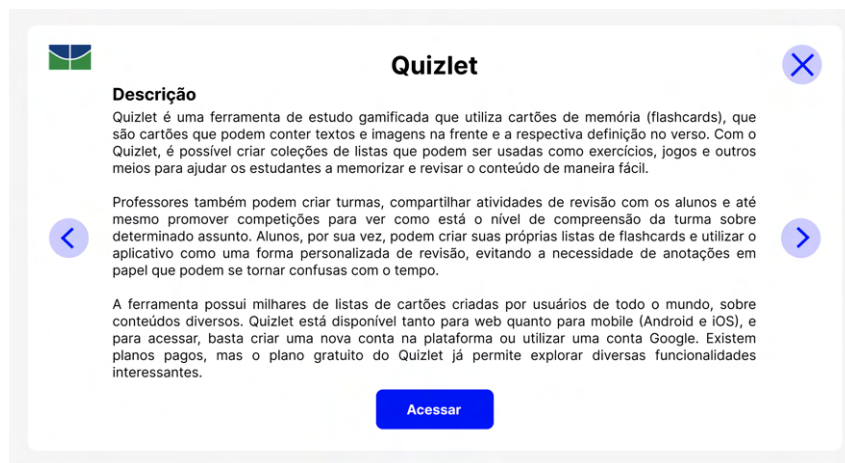 Quizlet
Descrição
Quizlet é uma ferramenta de estudo gamificada que utiliza cartões de memória (flashcards), que
são cartões que podem conter textos e imagens na frente e a respectiva definição no verso. Com o
Quizlet, é possível criar coleções de listas que podem ser usadas como exercícios, jogos e outros
meios para ajudar os estudantes a memorizar e revisar o conteúdo de maneira fácil.
Professores também podem criar turmas, compartilhar atividades de revisão com os alunos e até
mesmo promover competições para ver como está o nível de compreensão da turma sobre
determinado assunto. Alunos, por sua vez, podem criar suas próprias listas de flashcards e utilizar o
aplicativo como uma forma personalizada de revisão, evitando a necessidade de anotações em
papel que podem se tornar confusas com o tempo.
A ferramenta possui milhares de listas de cartões criadas por usuários de todo o mundo, sobre
conteúdos diversos. Quizlet está disponível tanto para web quanto para mobile (Android e iOS), e
para acessar, basta criar uma nova conta na plataforma ou utilizar uma conta Google. Existem
planos pagos, mas o plano gratuito do Quizlet já permite explorar diversas funcionalidades
interessantes.
Acessar